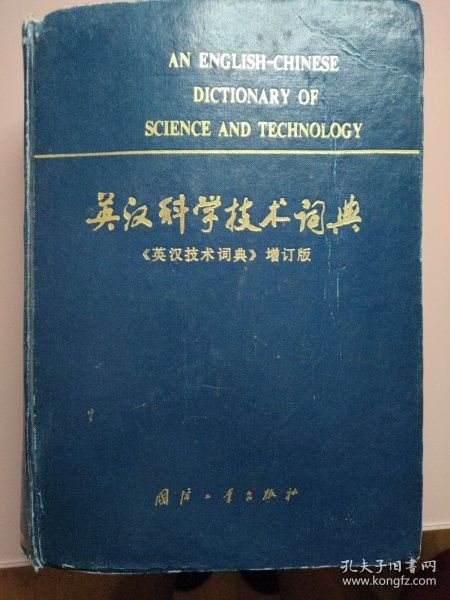 AN ENGLISH-CHINESE
DICTIONARY OF
SCIENCE AND TECHNOLOGY
英汉科学技术词典
《英汉技术词典》增订版
国防工业出版社
孔夫子旧书网
www.kongfz.com